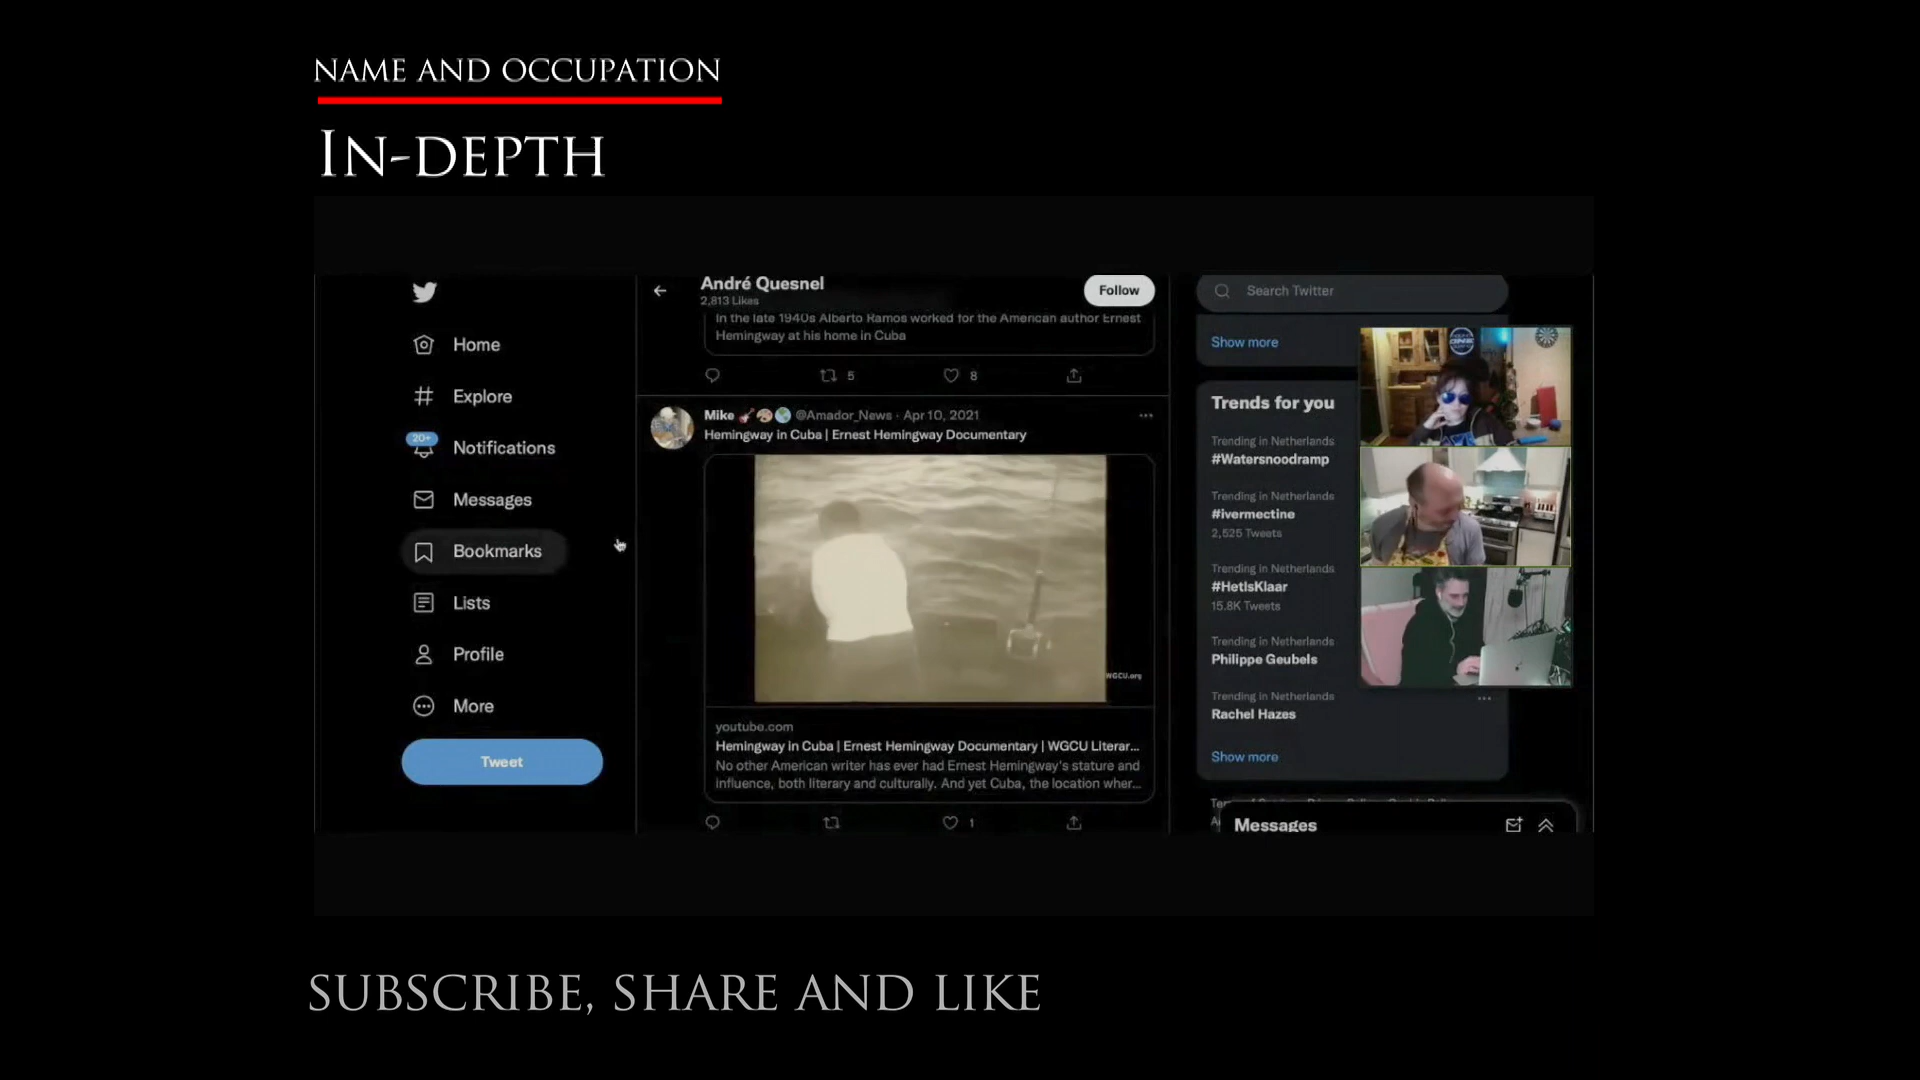 NAME AND OCCUPATION
IN-DEPTH
Home
Explore
20+
Notifications
Messages
Bookmarks
Lists
Profile
More
Tweet
André Quesnel
2,813 Likes
Follow
In the late 1940s Alberto Ramos worked for the American author Ernest
Hemingway at his home in Cuba
5
8
Mike @Amador_News · Apr 10, 2021
Hemingway in Cuba | Ernest Hemingway Documentary
WGCU.org
youtube.com
Hemingway in Cuba | Ernest Hemingway Documentary | WGCU Literar...
No other American writer has ever had Ernest Hemingway's stature and
influence, both literary and culturally. And yet Cuba, the location wher...
1
Search Twitter
Show more
Trends for you
Trending in Netherlands
#Watersnoodramp
Trending in Netherlands
#ivermectine
2,525 Tweets
Trending in Netherlands
#HetIsKlaar
15.8K Tweets
Trending in Netherlands
Philippe Geubels
Trending in Netherlands
Rachel Hazes
Show more
Messages
SUBSCRIBE, SHARE AND LIKE